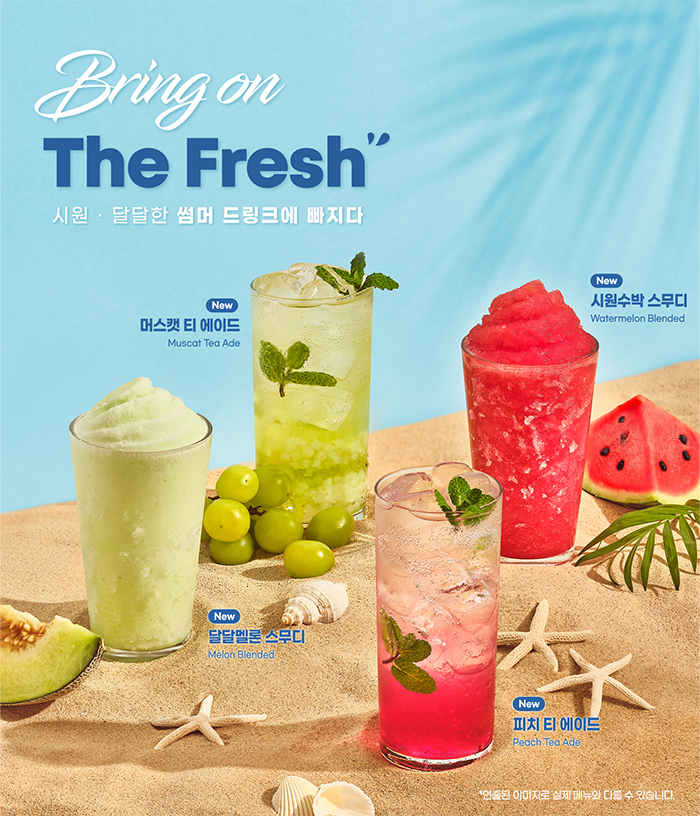 Bring on
The Fresh
시원 · 달달한 썸머 드링크에 빠지다
New
머스캣 티 에이드
Muscat Tea Ade
New
시원수박 스무디
Watermelon Blended
New
달달멜론 스무디
Melon Blended
New
피치 티 에이드
Peach Tea Ade
*연출된 이미지로 실제 메뉴와 다를 수 있습니다.